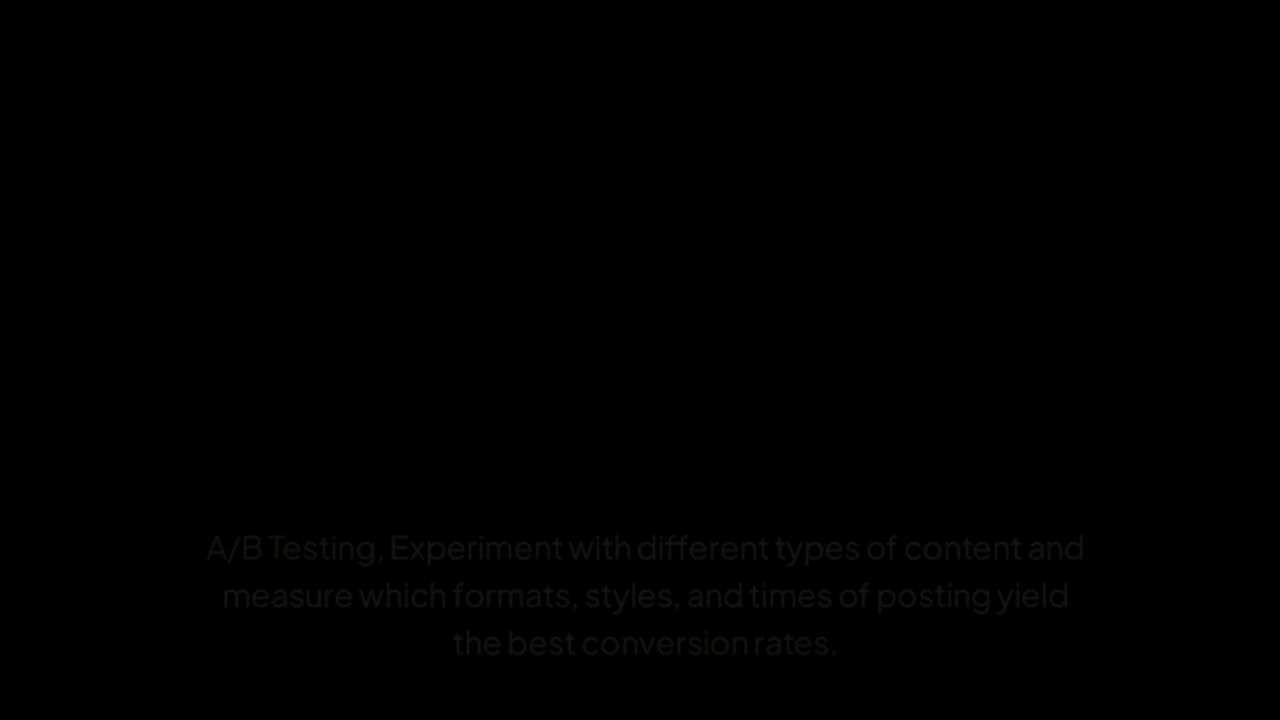 A/B Testing, Experiment with different types of content and
measure which formats, styles, and times of posting yield
the best conversion rates.